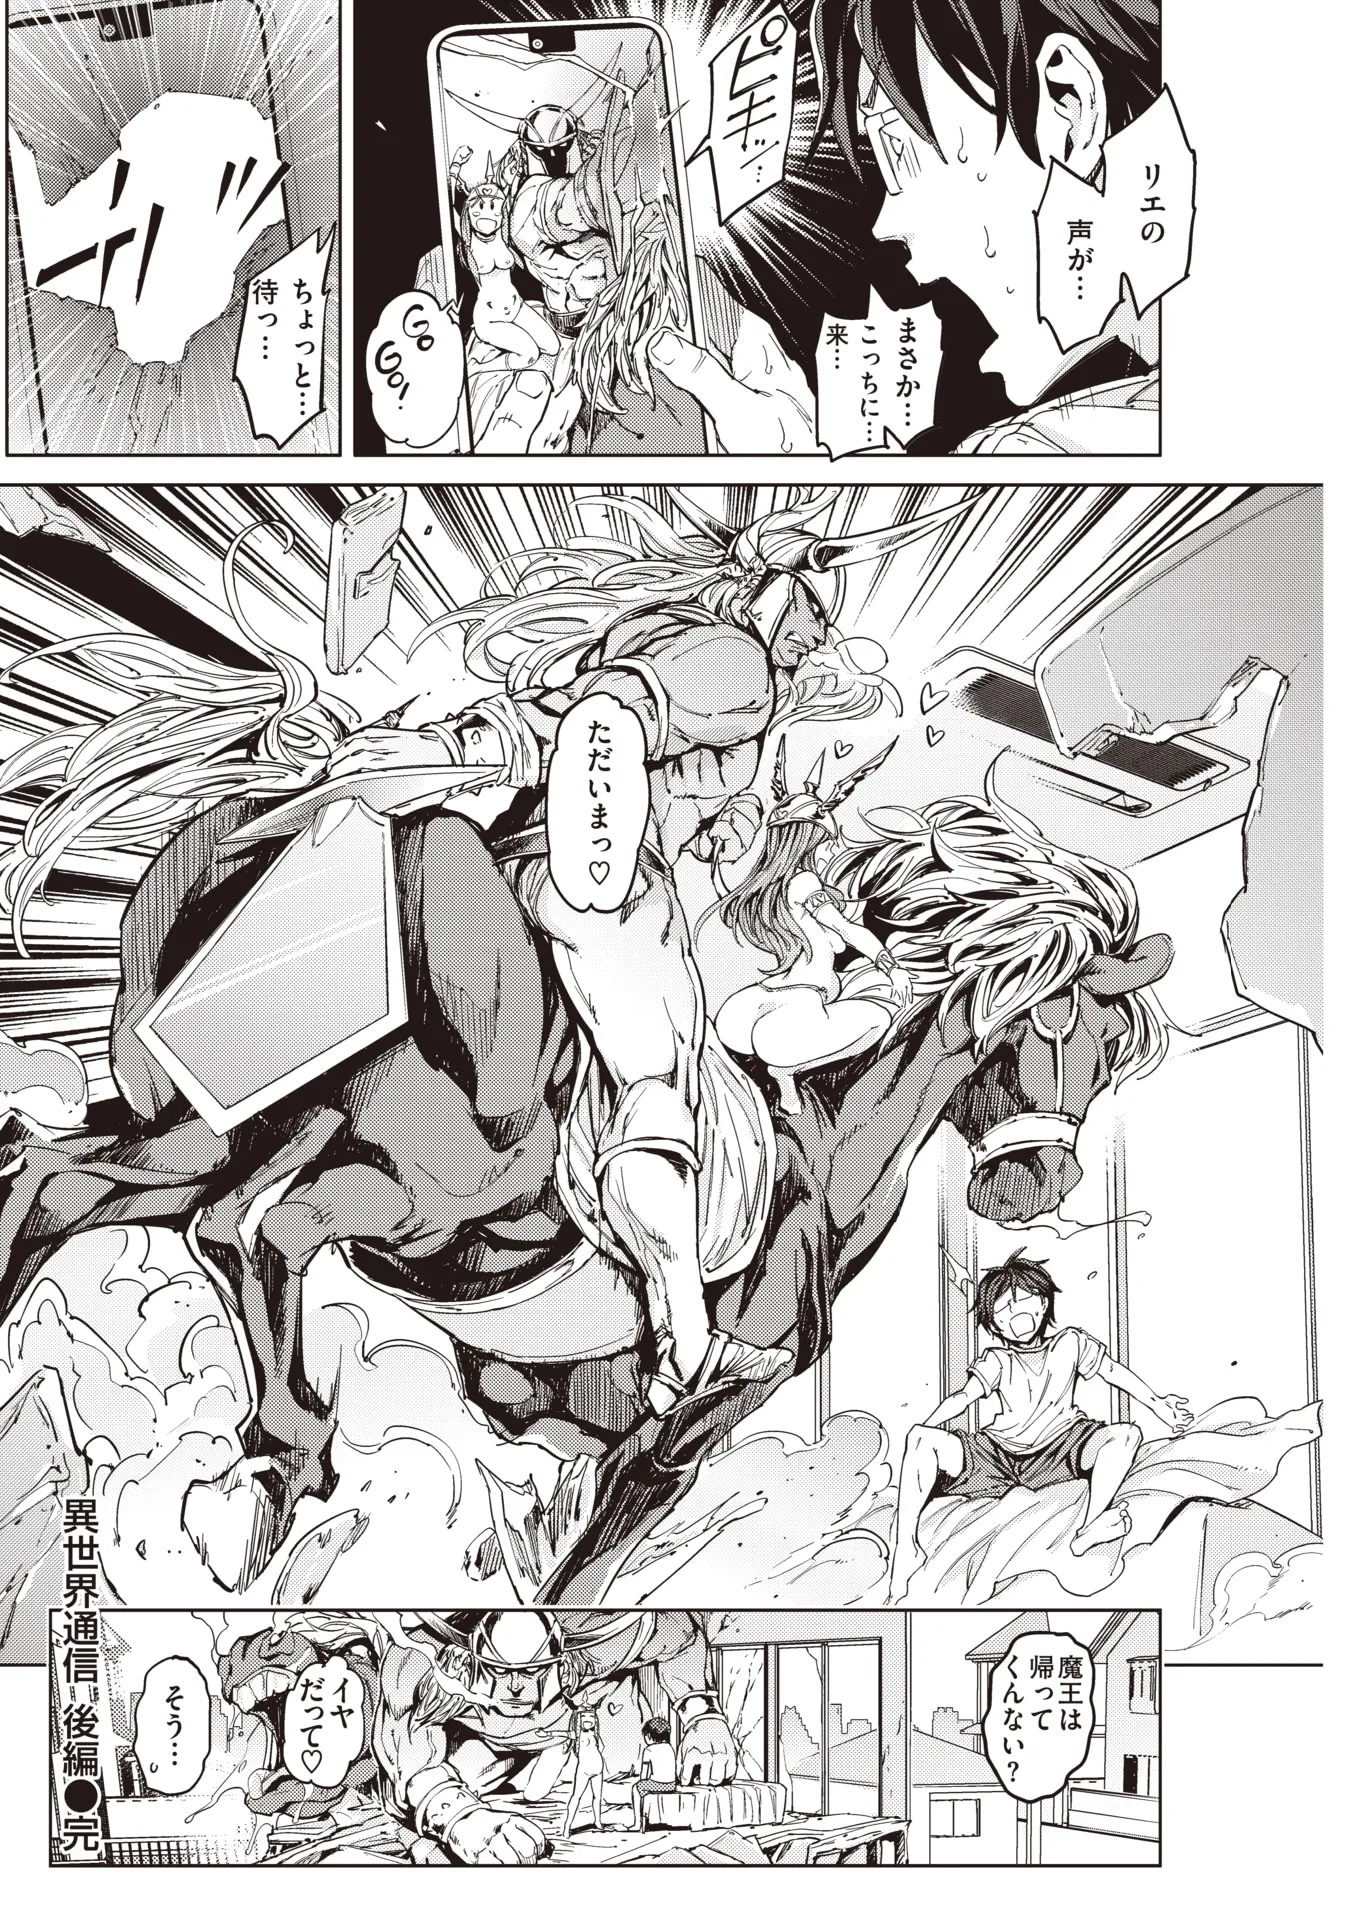 リエの
声が…
まさか…
こっちに…
来…
ピキッ…
Go
Go!
ちょっと…
待っ…
ただいまっ♡
魔王は
帰って
くんない?
イヤ
だって♡
そう…
異世界通信 後編●完